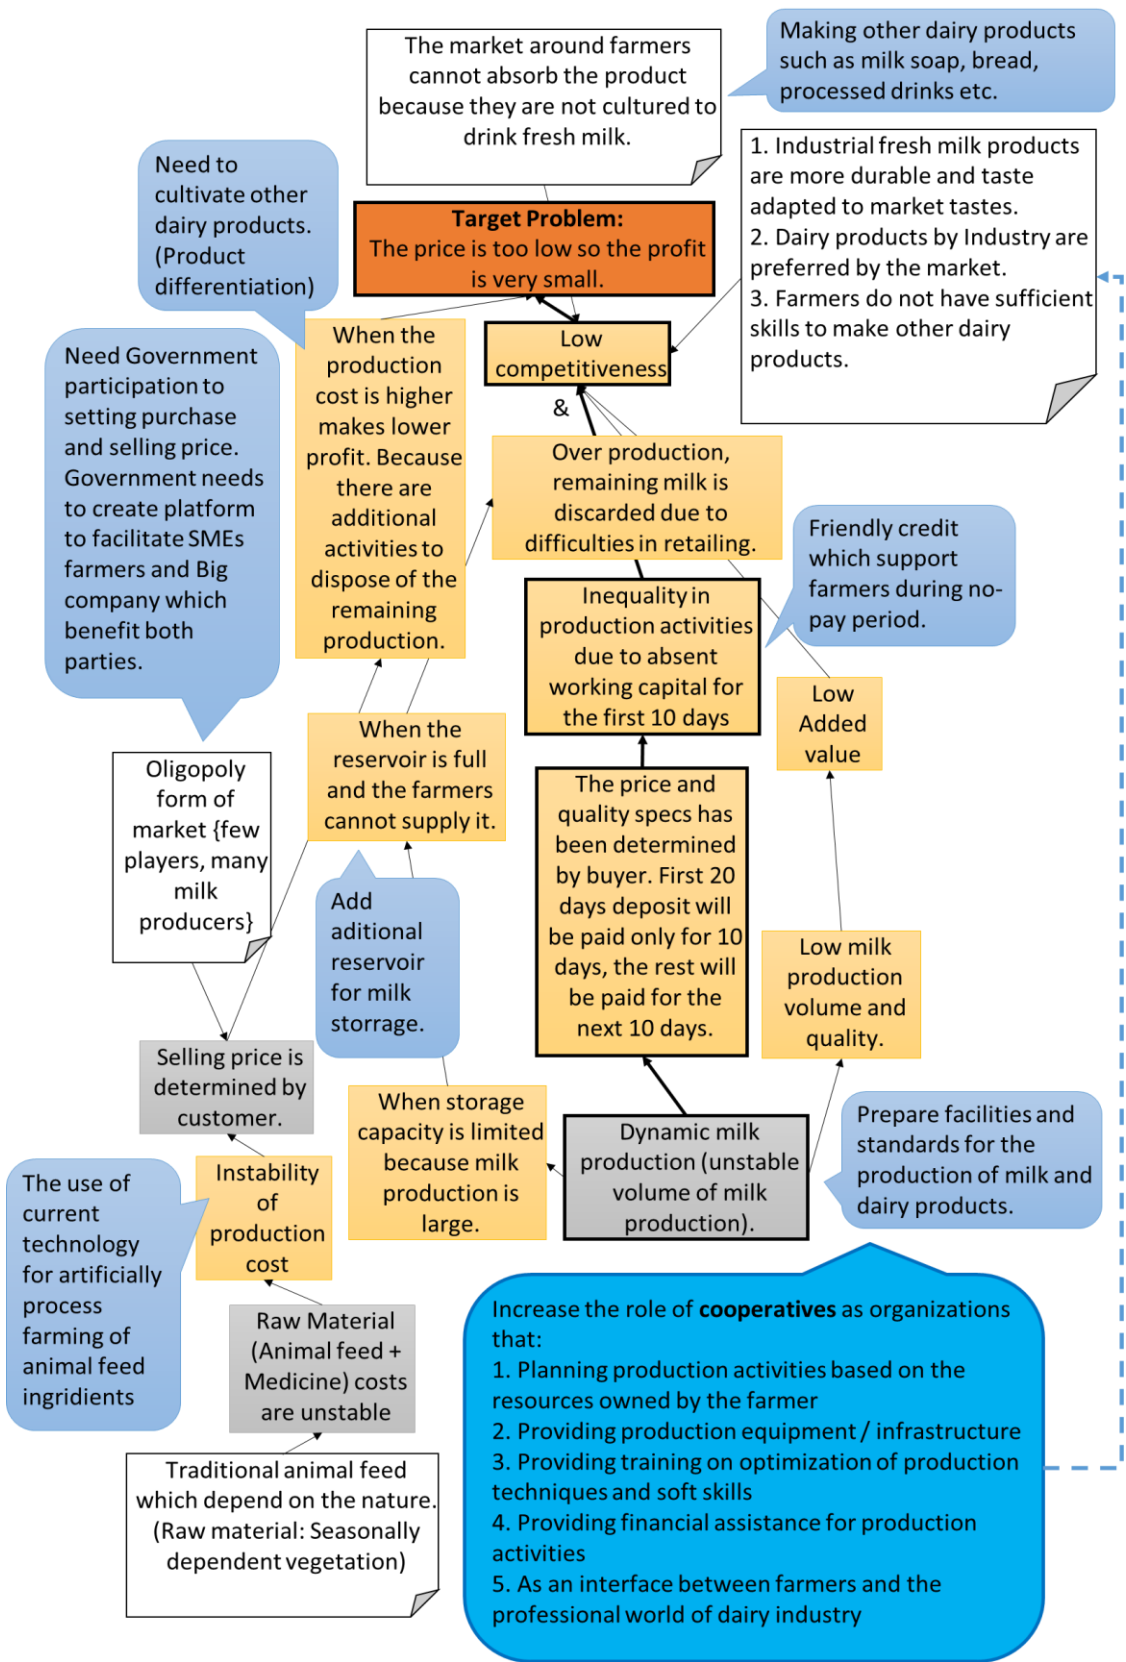 The market around farmers
cannot absorb the product
because they are not cultured to
drink fresh milk.
Making other dairy products
such as milk soap, bread,
processed drinks etc.
Need to
cultivate other
dairy products.
(Product
differentiation)
1. Industrial fresh milk products
are more durable and taste
adapted to market tastes.
2. Dairy products by Industry are
preferred by the market.
3. Farmers do not have sufficient
skills to make other dairy
products.
Target Problem:
The price is too low so the profit
is very small.
Need Government
participation to
setting purchase
and selling price.
Government needs
to create platform
to facilitate SMEs
farmers and Big
company which
benefit both
parties.
When the
production
cost is higher
makes lower
profit. Because
there are
additional
activities to
dispose of the
remaining
production.
Low
competitiveness
&
Over production,
remaining milk is
discarded due to
difficulties in retailing.
Friendly credit
which support
farmers during no-
pay period.
Inequality in
production activities
due to absent
working capital for
the first 10 days
Low
Added
value
When the
reservoir is full
and the farmers
cannot supply it.
Oligopoly
form of
market {few
players, many
milk
producers}
The price and
quality specs has
been determined
by buyer. First 20
days deposit will
be paid only for 10
days, the rest will
be paid for the
next 10 days.
Add
aditional
reservoir
for milk
storrage.
Low milk
production
volume and
quality.
Selling price is
determined by
customer.
When storage
capacity is limited
because milk
production is
large.
Dynamic milk
production (unstable
volume of milk
production).
Prepare facilities and
standards for the
production of milk and
dairy products.
The use of
current
technology
for artificially
process
farming of
animal feed
ingridients
Instability
of
production
cost
Raw Material
(Animal feed +
Medicine) costs
are unstable
Traditional animal feed
which depend on the nature.
(Raw material: Seasonally
dependent vegetation)
Increase the role of cooperatives as organizations
that:
1. Planning production activities based on the
resources owned by the farmer
2. Providing production equipment / infrastructure
3. Providing training on optimization of production
techniques and soft skills
4. Providing financial assistance for production
activities
5. As an interface between farmers and the
professional world of dairy industry